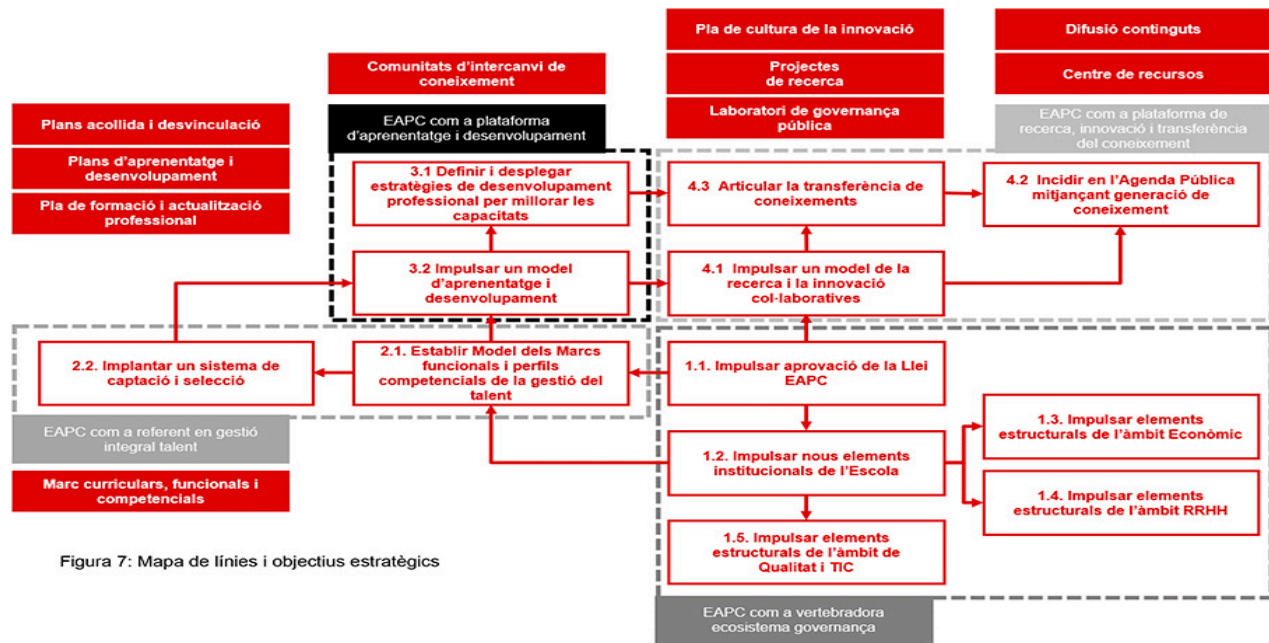 Pla de cultura de la innovació
Difusió continguts
Comunitats d'intercanvi de
coneixement
Projectes
de recerca
Centre de recursos
Plans acollida i desvinculació
EAPC com a plataforma
d'aprenentatge i desenvolupament
Laboratori de governança
pública
EAPC com a plataforma de
recerca, innovació i transferència
del coneixement
Plans d'aprenentatge i
desenvolupament
Pla de formació i actualització
professional
3.1 Definir i desplegar
estratègies de desenvolupament
professional per millorar les
capacitats
4.3 Articular la transferència de
coneixements
4.2 Incidir en l'Agenda Pública
mitjançant generació de
coneixement
3.2 Impulsar un model
d'aprenentatge i
desenvolupament
4.1 Impulsar un model de la
recerca i la innovació
col·laboratives
2.2. Implantar un sistema de
captació i selecció
2.1. Establir Model dels Marcs
funcionals i perfils
competencials de la gestió del
talent
1.1. Impulsar aprovació de la Llei
EAPC
EAPC com a referent en gestió
integral talent
1.2. Impulsar nous elements
institucionals de l'Escola
1.3. Impulsar elements
estructurals de l'àmbit Econòmic
Marc curriculars, funcionals i
competencials
1.4. Impulsar elements
estructurals de l'àmbit RRHH
1.5. Impulsar elements
estructurals de l'àmbit de
Qualitat i TIC
Figura 7: Mapa de línies i objectius estratègics
EAPC com a vertebradora
ecosistema governança